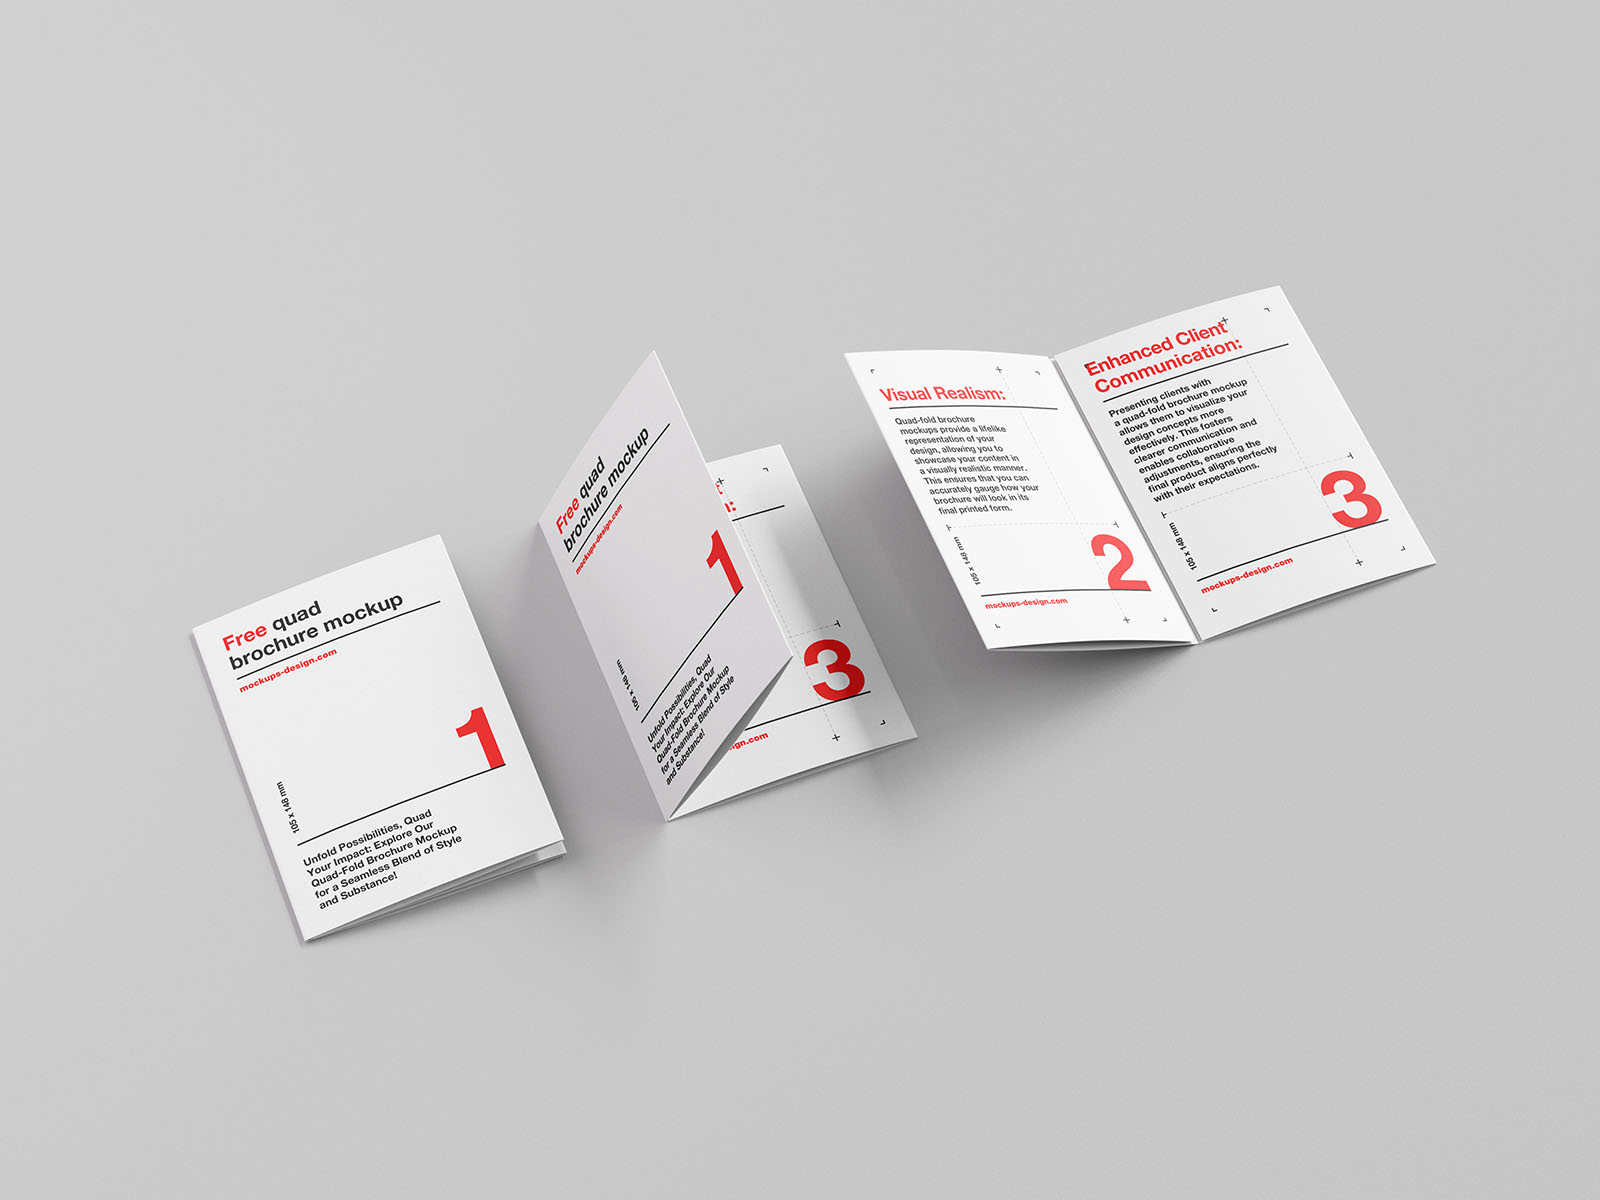 Free quad
brochure mockup
mockups-design.com
1
105 x 148 mm
Unfold Possibilities, Quad
Your Impact: Explore Our
Quad-Fold Brochure Mockup
for a Seamless Blend of Style
and Substance!
Free quad
brochure mockup
mockups-design.com
1
105 x 148 mm
Unfold Possibilities, Quad
Your Impact: Explore Our
Quad-Fold Brochure Mockup
for a Seamless Blend of Style
and Substance!
3
Visual Realism:
Quad-fold brochure
mockups provide a lifelike
representation of your
design, allowing you to
showcase your content in
a visually realistic manner.
This ensures that you can
accurately gauge how your
brochure will look in its
final printed form.
105 x 148 mm
2
mockups-design.com
Enhanced Client
Communication:
Presenting clients with
a quad-fold brochure mockup
allows them to visualize your
design concepts more
effectively. This fosters
clearer communication and
enables collaborative
adjustments, ensuring the
final product aligns perfectly
with their expectations.
105 x 148 mm
3
mockups-design.com